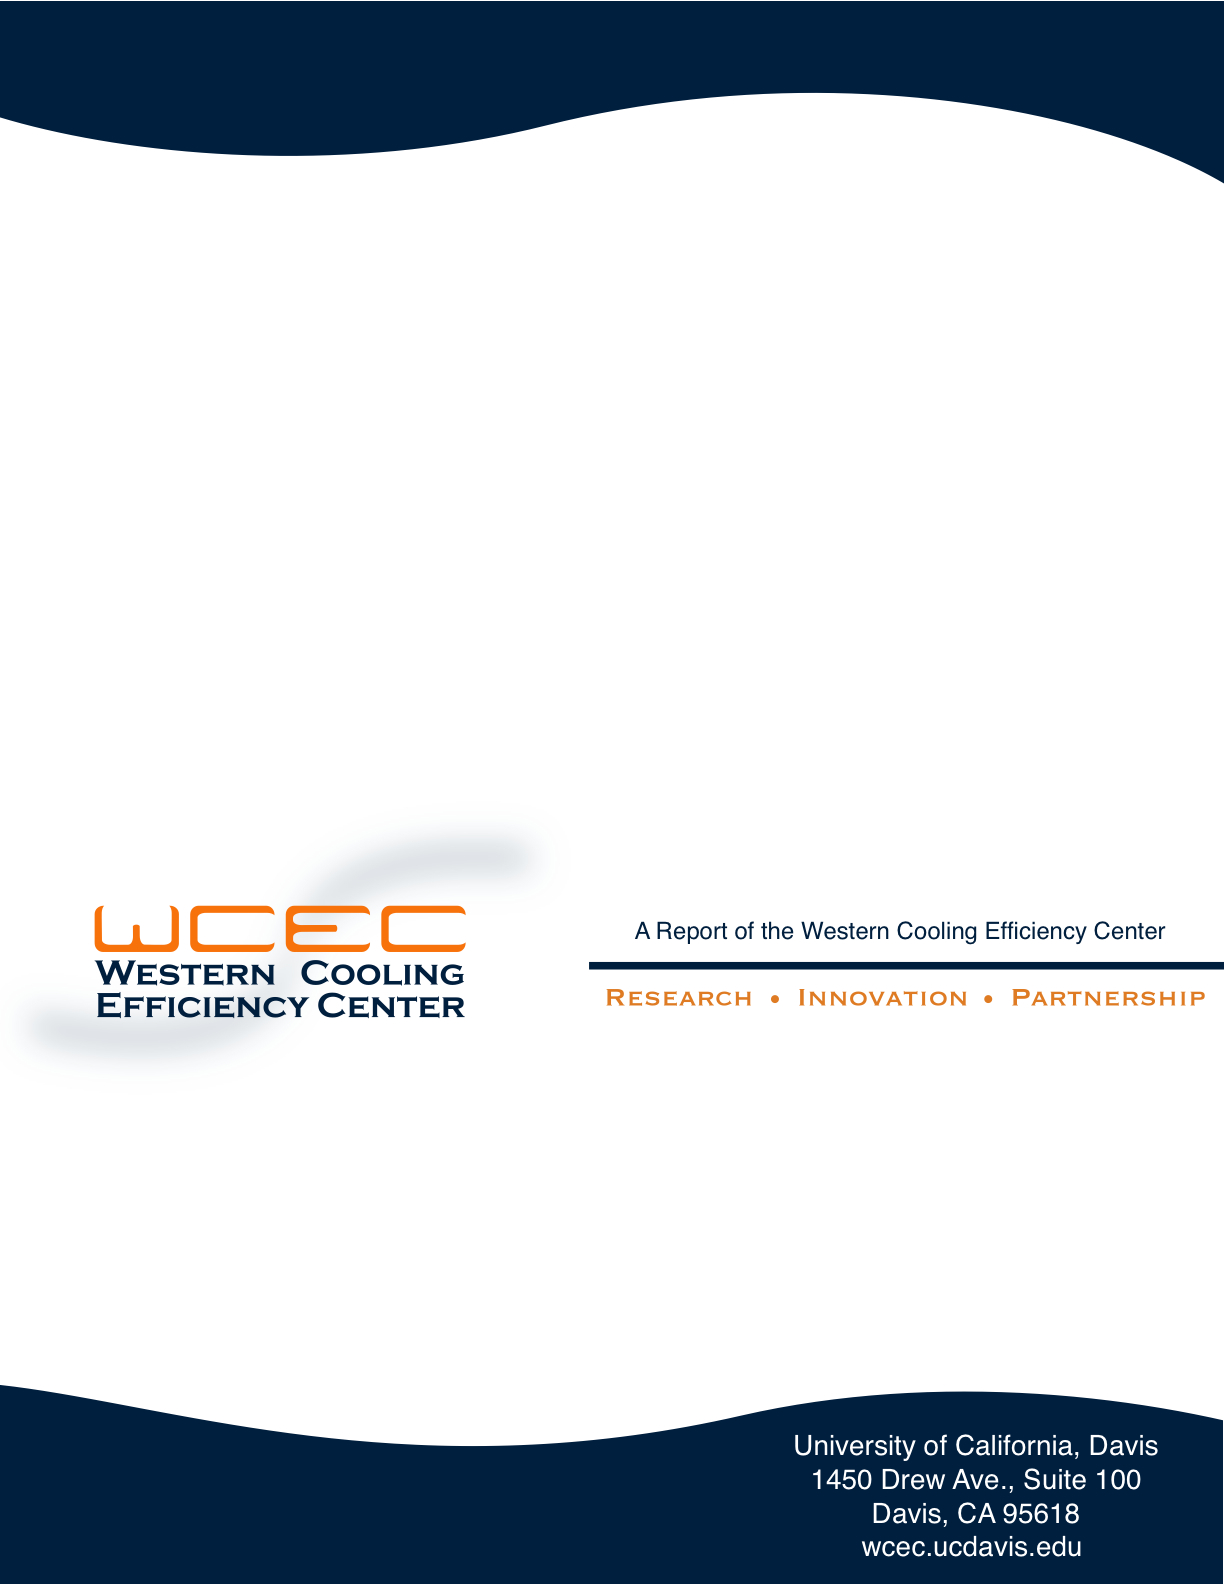 WCEC
WESTERN COOLING
EFFICIENCY CENTER
A Report of the Western Cooling Efficiency Center
RESEARCH • INNOVATION • PARTNERSHIP
University of California, Davis
1450 Drew Ave., Suite 100
Davis, CA 95618
wcec.ucdavis.edu